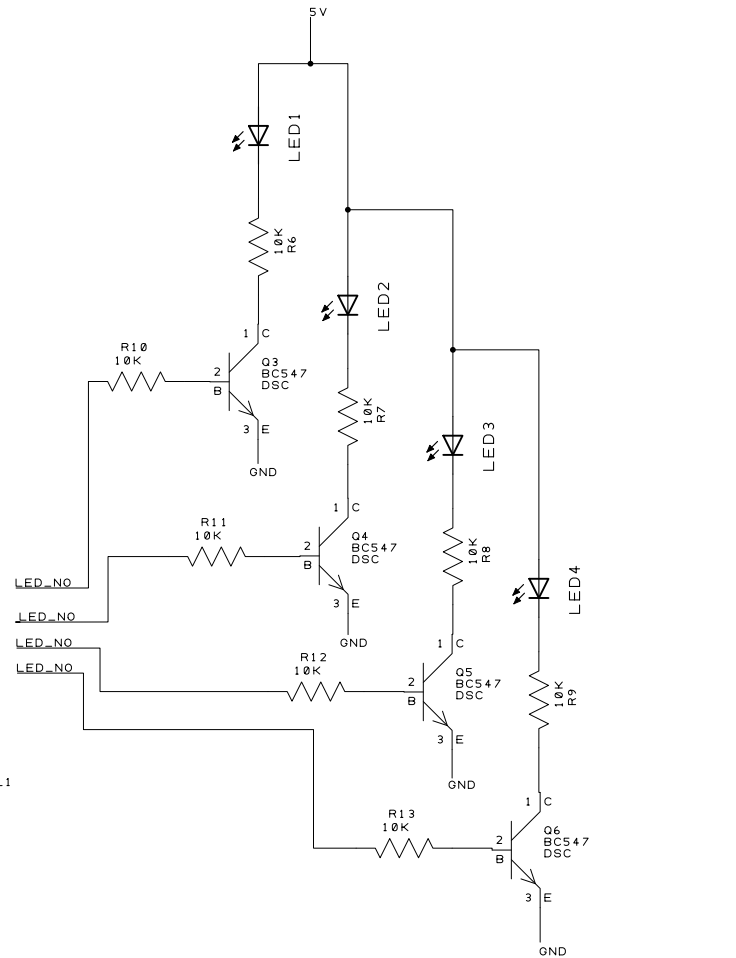 5V
LED1
10K
R6
1 C
R10
10K
2
B
Q3
BC547
DSC
3 E
GND
LED2
10K
R7
1 C
R11
10K
2
B
Q4
BC547
DSC
3 E
GND
LED3
10K
R8
1 C
LED_NO
LED_NO
LED_NO
LED_NO
R12
10K
2
B
Q5
BC547
DSC
3 E
GND
LED4
10K
R9
1 C
R13
10K
2
B
Q6
BC547
DSC
3 E
GND